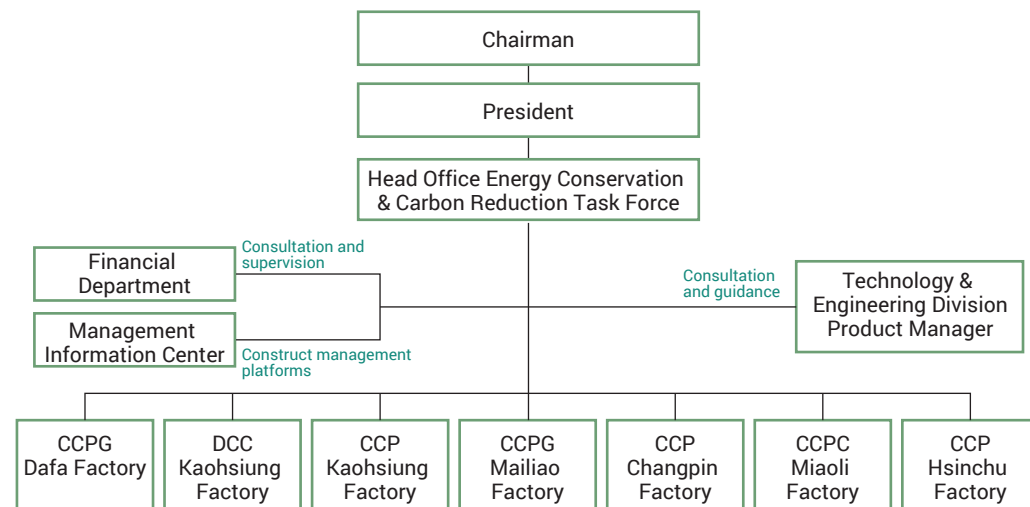 Chairman
President
Head Office Energy Conservation
& Carbon Reduction Task Force
Consultation and
supervision
Financial
Department
Consultation
and guidance
Technology &
Engineering Division
Product Manager
Management
Information Center
Construct management
platforms
CCPG
Dafa Factory
DCC
Kaohsiung
Factory
CCP
Kaohsiung
Factory
CCPG
Mailiao
Factory
CCP
Changpin
Factory
CCPC
Miaoli
Factory
CCP
Hsinchu
Factory